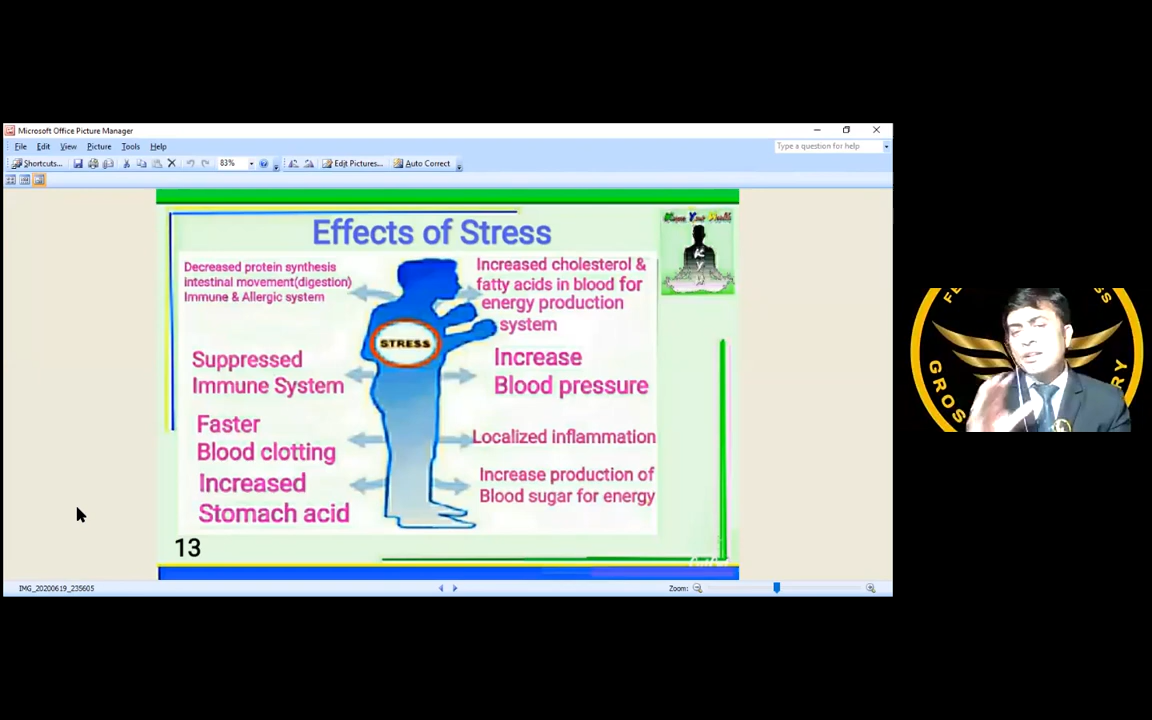 Microsoft Office Picture Manager
File Edit View Picture Tools Help
Type a question for help
Shortcuts... 83% Edit Pictures... Auto Correct
Effects of Stress
Know Your Health
Decreased protein synthesis
Intestinal movement(digestion)
Immune & Allergic system
Increased cholesterol &
fatty acids in blood for
energy production
system
STRESS
Suppressed
Immune System
Increase
Blood pressure
Faster
Blood clotting
Localized inflammation
Increased
Stomach acid
Increase production of
Blood sugar for energy
13
IMG_20200619_235605
Zoom: